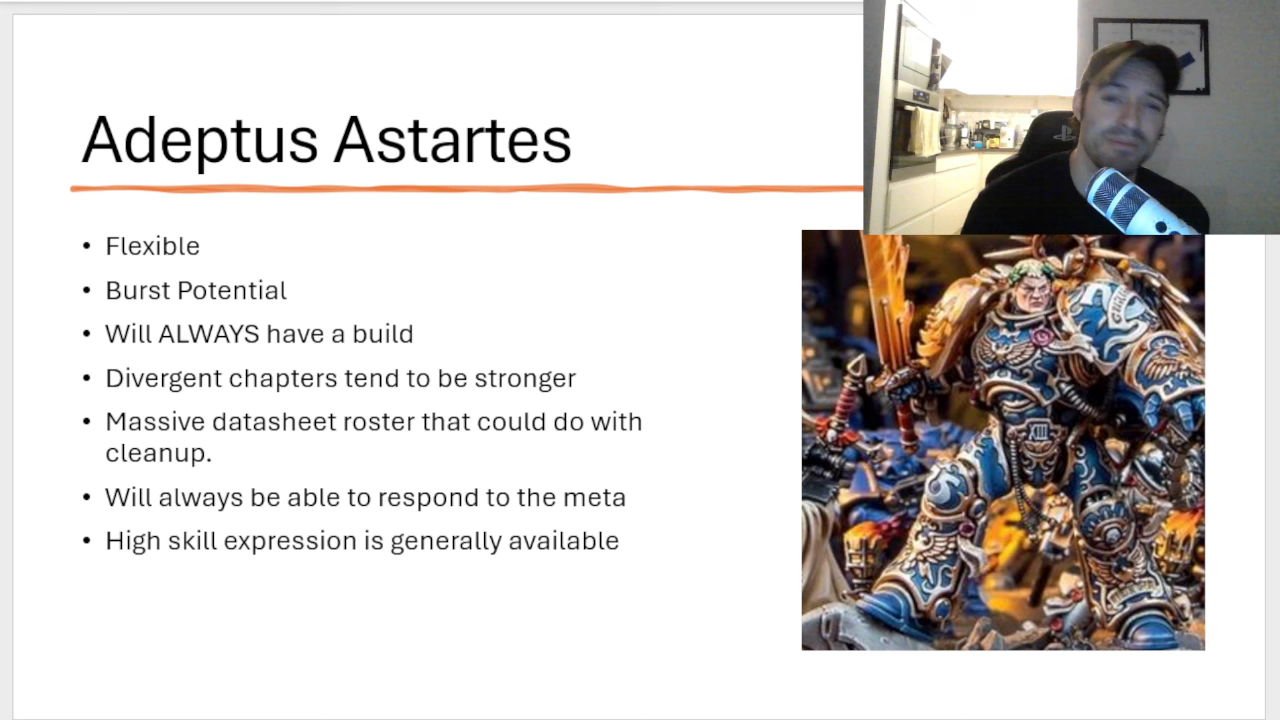 Adeptus Astartes
• Flexible
• Burst Potential
• Will ALWAYS have a build
• Divergent chapters tend to be stronger
• Massive datasheet roster that could do with
cleanup.
• Will always be able to respond to the meta
• High skill expression is generally available
XIII